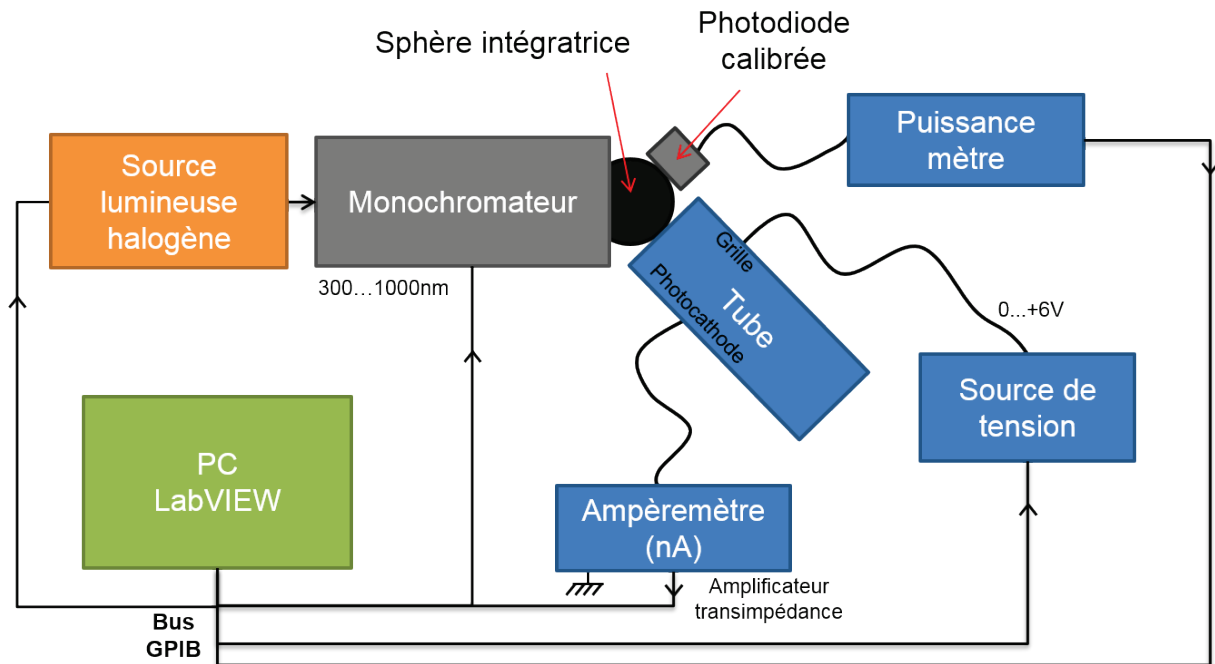 Sphère intégratrice
Photodiode
calibrée
Source
lumineuse
halogène
Monochromateur
300...1000nm
Puissance
mètre
Grille
Photocathode
Tube
0...+6V
Source de
tension
PC
LabVIEW
Ampèremètre
(nA)
Amplificateur
transimpédance
Bus
GPIB